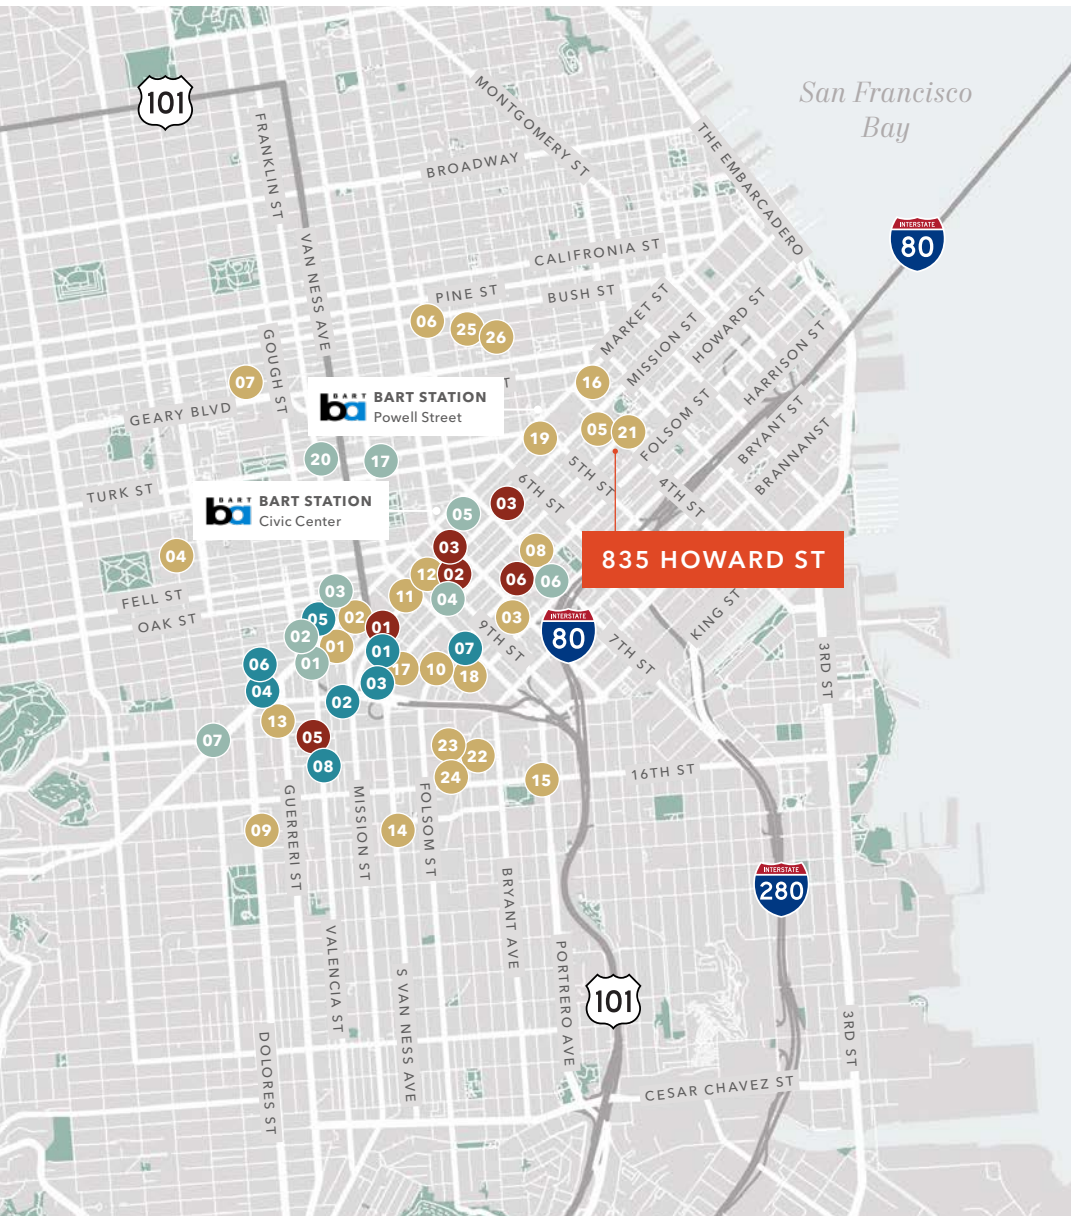 San Francisco
Bay
101
MONTGOMERY ST
FRANKLIN ST
BROADWAY
THE EMBARCADERO
INTERSTATE
80
VAN NESS AVE
CALIFRONIA ST
PINE ST
BUSH ST
MARKET ST
MISSION ST
HOWARD ST
HARRISON ST
06
25
26
GOUGH ST
07
16
T
BART
ba
BART STATION
Powell Street
GEARY BLVD
FOLSOM ST
BRYANT ST
BRANNANST
05
21
19
20
17
5TH ST
4TH ST
6TH ST
TURK ST
BART
ba
BART STATION
Civic Center
05
03
03
04
08
835 HOWARD ST
12
02
06
06
FELL ST
03
11
04
OAK ST
05
02
01
03
INTERSTATE
80
KING ST
02
01
01
07
9TH ST
7TH ST
06
01
17
10
18
3RD ST
04
03
02
13
07
05
23
22
08
24
15
16TH ST
GUERRERI ST
MISSION ST
FOLSOM ST
09
14
INTERSTATE
280
BRYANT AVE
VALENCIA ST
S VAN NESS AVE
PORTRERO AVE
101
DOLORES ST
3RD ST
CESAR CHAVEZ ST